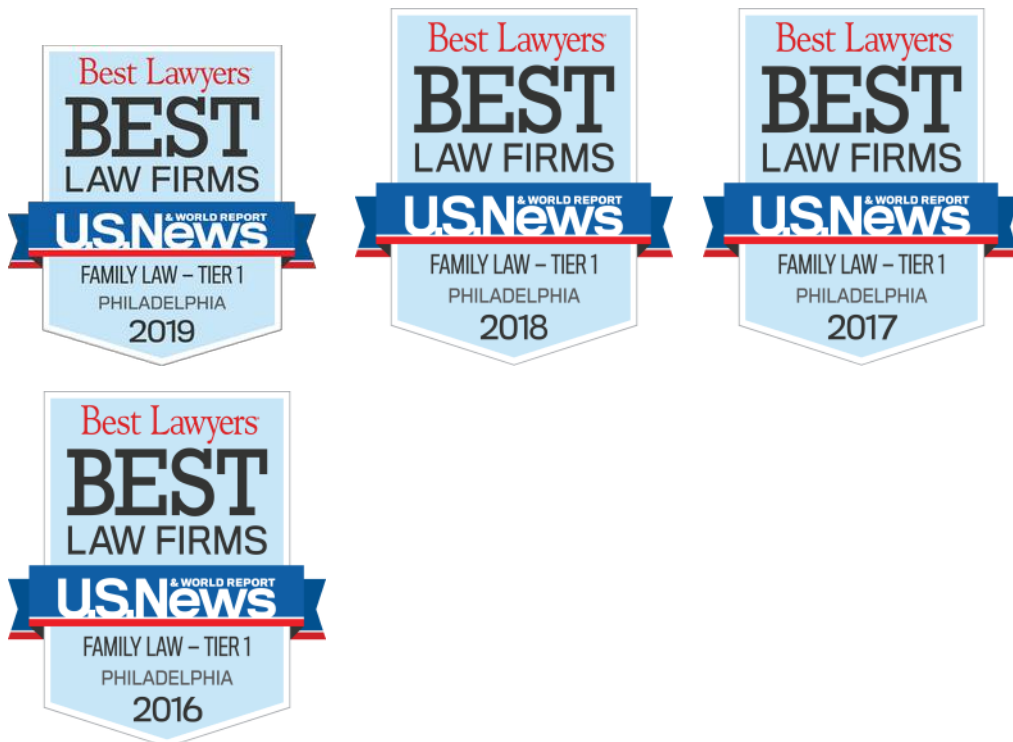 Best Lawyers
BEST
LAW FIRMS
U.S.News & WORLD REPORT
FAMILY LAW – TIER 1
PHILADELPHIA
2019
Best Lawyers
BEST
LAW FIRMS
U.S.News & WORLD REPORT
FAMILY LAW – TIER 1
PHILADELPHIA
2018
Best Lawyers
BEST
LAW FIRMS
U.S.News & WORLD REPORT
FAMILY LAW – TIER 1
PHILADELPHIA
2017
Best Lawyers
BEST
LAW FIRMS
U.S.News & WORLD REPORT
FAMILY LAW – TIER 1
PHILADELPHIA
2016